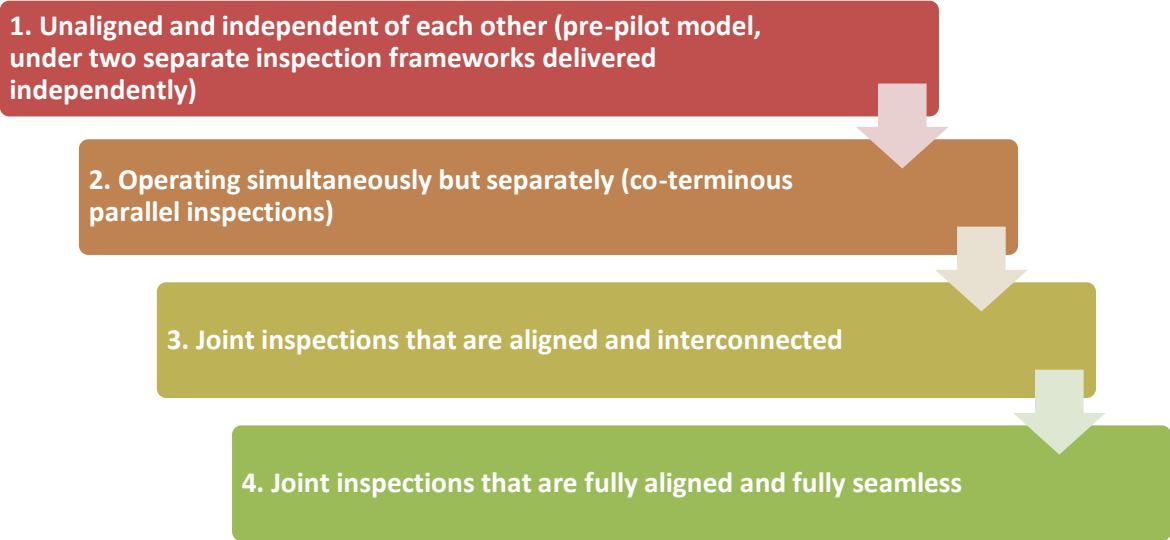 1. Unaligned and independent of each other (pre-pilot model,
under two separate inspection frameworks delivered
independently)
2. Operating simultaneously but separately (co-terminous
parallel inspections)
3. Joint inspections that are aligned and interconnected
4. Joint inspections that are fully aligned and fully seamless